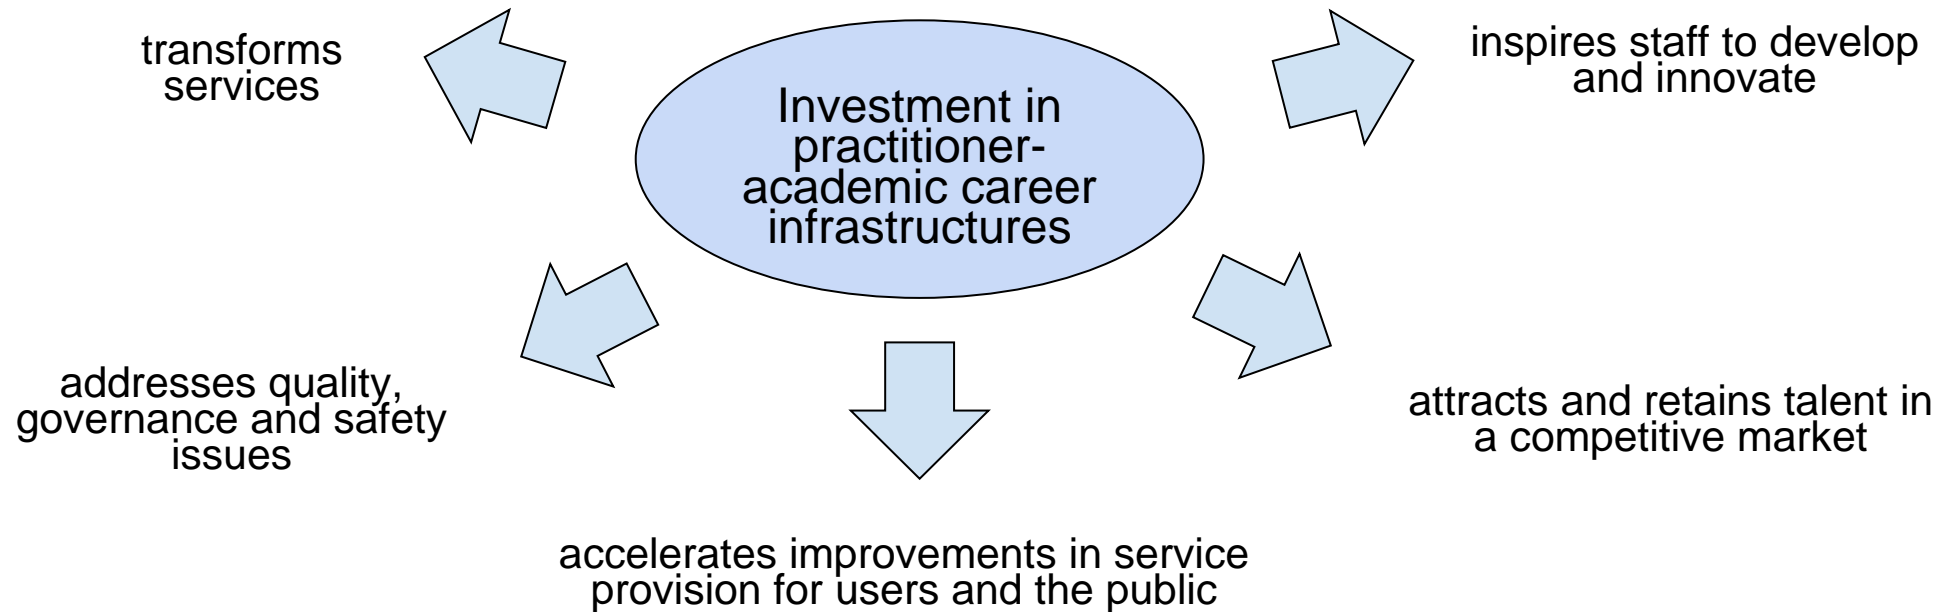 transforms
services
Investment in
practitioner-
academic career
infrastructures
inspires staff to develop
and innovate
addresses quality,
governance and safety
issues
attracts and retains talent in
a competitive market
accelerates improvements in service
provision for users and the public